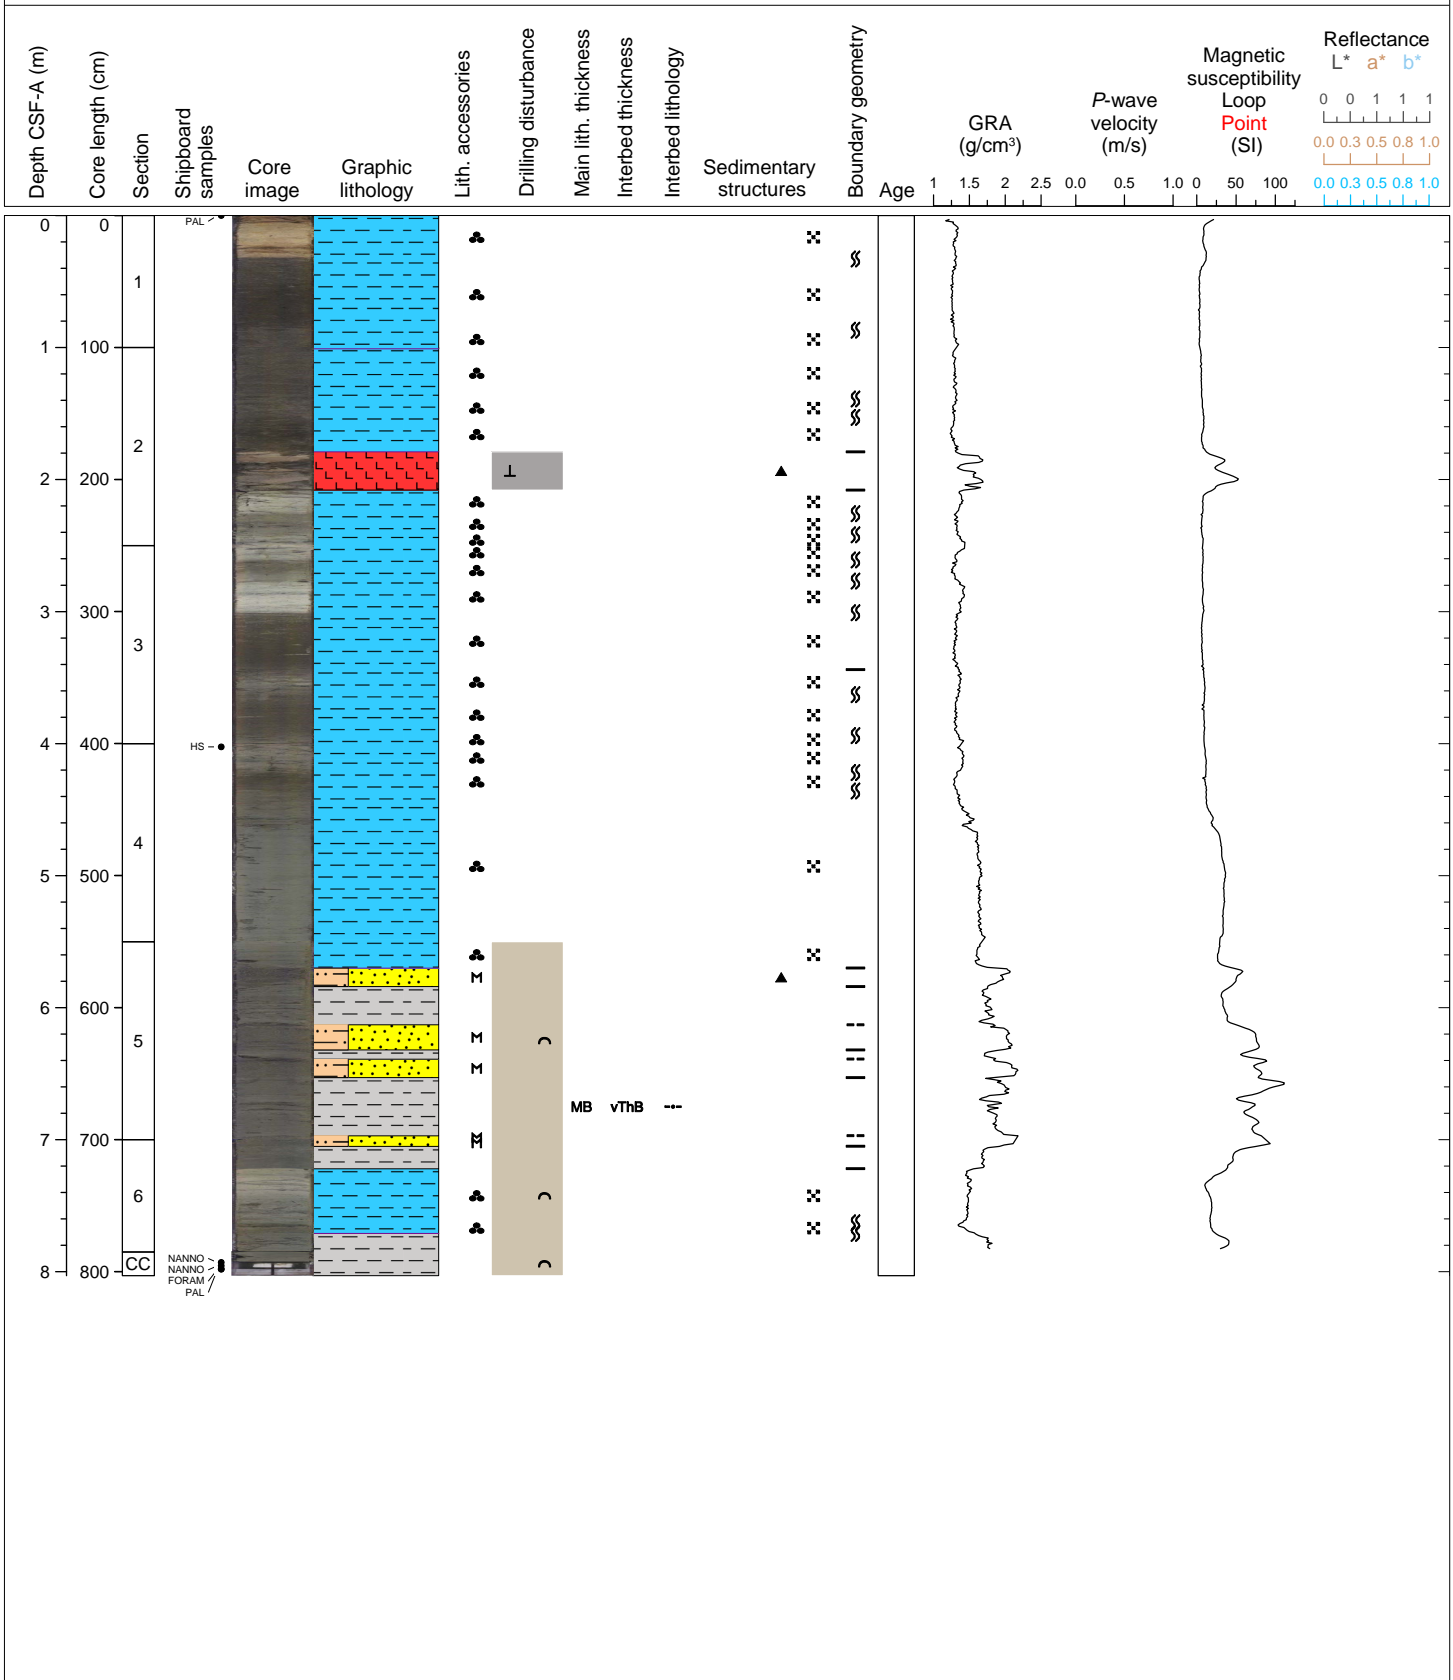 Depth CSF-A (m)
Core length (cm)
Section
Shipboard
samples
Core
image
Graphic
lithology
Lith. accessories
Drilling disturbance
Main lith. thickness
Interbed thickness
Interbed lithology
Sedimentary
structures
Boundary geometry
Age
GRA
(g/cm³)
1 1.5 2 2.5
P-wave
velocity
(m/s)
0.0 0.5 1.0
Magnetic
susceptibility
Loop
Point
(SI)
0 50 100
Reflectance
L* a* b*
0 0 1 1 1
0.0 0.3 0.5 0.8 1.0
0.0 0.3 0.5 0.8 1.0
0 0
PAL
1
1 100
2
2 200
3 300
3
4 400
HS
4
5 500
6 600
5
MB vThB
7 700
6
CC
8 800
NANNO
NANNO
FORAM
PAL
M
M
M
M
M